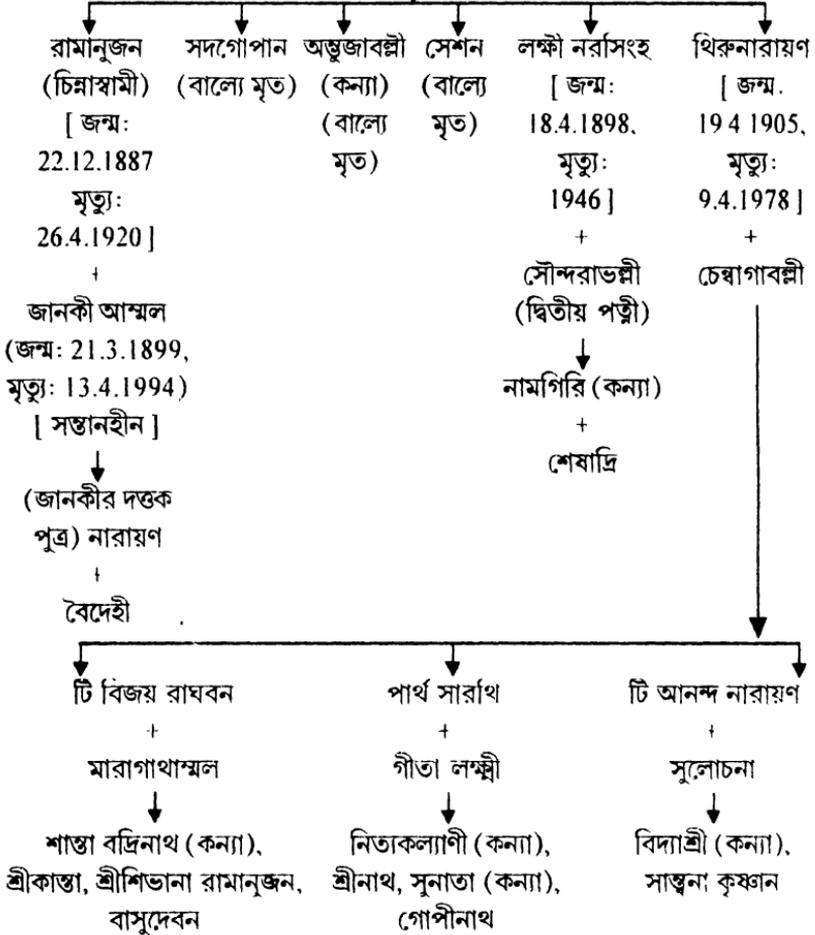 রামানুজন সদগোপান অম্বুজাবল্লী সেশন লক্ষী নরসিংহ থিরুনারায়ণ
(চিন্নাস্বামী) (বাল্যে মৃত) (কন্যা) (বাল্যে [ জন্ম: [ জন্ম.
[ জন্ম: (বাল্যে মৃত) 18.4.1898, 19 4 1905,
22.12.1887 মৃত) মৃত্যু: মৃত্যু:
মৃত্যু: 1946 ] 9.4.1978 ]
26.4.1920 ] + +
+ সৌন্দরাভল্লী চেন্নাগাবল্লী
জানকী আম্মল (দ্বিতীয় পত্নী)
(জন্ম: 21.3.1899,
মৃত্যু: 13.4.1994) নামগিরি (কন্যা)
[ সন্তানহীন ] +
শেষাদ্রি
(জানকীর দত্তক
পুত্র) নারায়ণ
+
বৈদেহী
টি বিজয় রাঘবন পার্থ সারথি টি আনন্দ নারায়ণ
+ + +
মারাগাথাম্মল গীতা লক্ষ্মী সুলোচনা
শান্তা বদ্রিনাথ (কন্যা), নিত্যকল্যাণী (কন্যা), বিদ্যাশ্রী (কন্যা),
শ্রীকান্তা, শ্রীশিভানা রামানুজন, শ্রীনাথ, সুনাতা (কন্যা), সান্ত্বনা কৃষ্ণান
বাসুদেবন গোপীনাথ